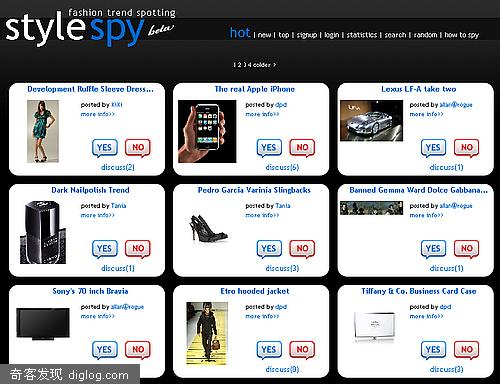 fashion trend spotting
style spy beta
hot | new | top | signup | login | statistics | search | random | how to spy
1 2 3 4 older >
Development Ruffle Sleeve Dress...
posted by KiKi
more info>>
YES NO
discuss(2)
The real Apple iPhone
posted by dpd
more info>>
YES NO
discuss(6)
Lexus LF-A take two
posted by allan@rogue
more info>>
YES NO
discuss(1)
Dark Nailpolish Trend
posted by Tania
more info>>
YES NO
discuss(1)
Pedro Garcia Varinia Slingbacks
posted by Tania
more info>>
YES NO
discuss(3)
Banned Gemma Ward Dolce Gabbana...
posted by allan@rogue
more info>>
YES NO
discuss(1)
Sony's 70 inch Bravia
posted by allan@rogue
more info>>
YES NO
Etro hooded jacket
posted by dpd
more info>>
YES NO
discuss(0)
Tiffany & Co. Business Card Case
posted by dpd
more info>>
YES NO
discuss(3)
奇客发现 diglog.com